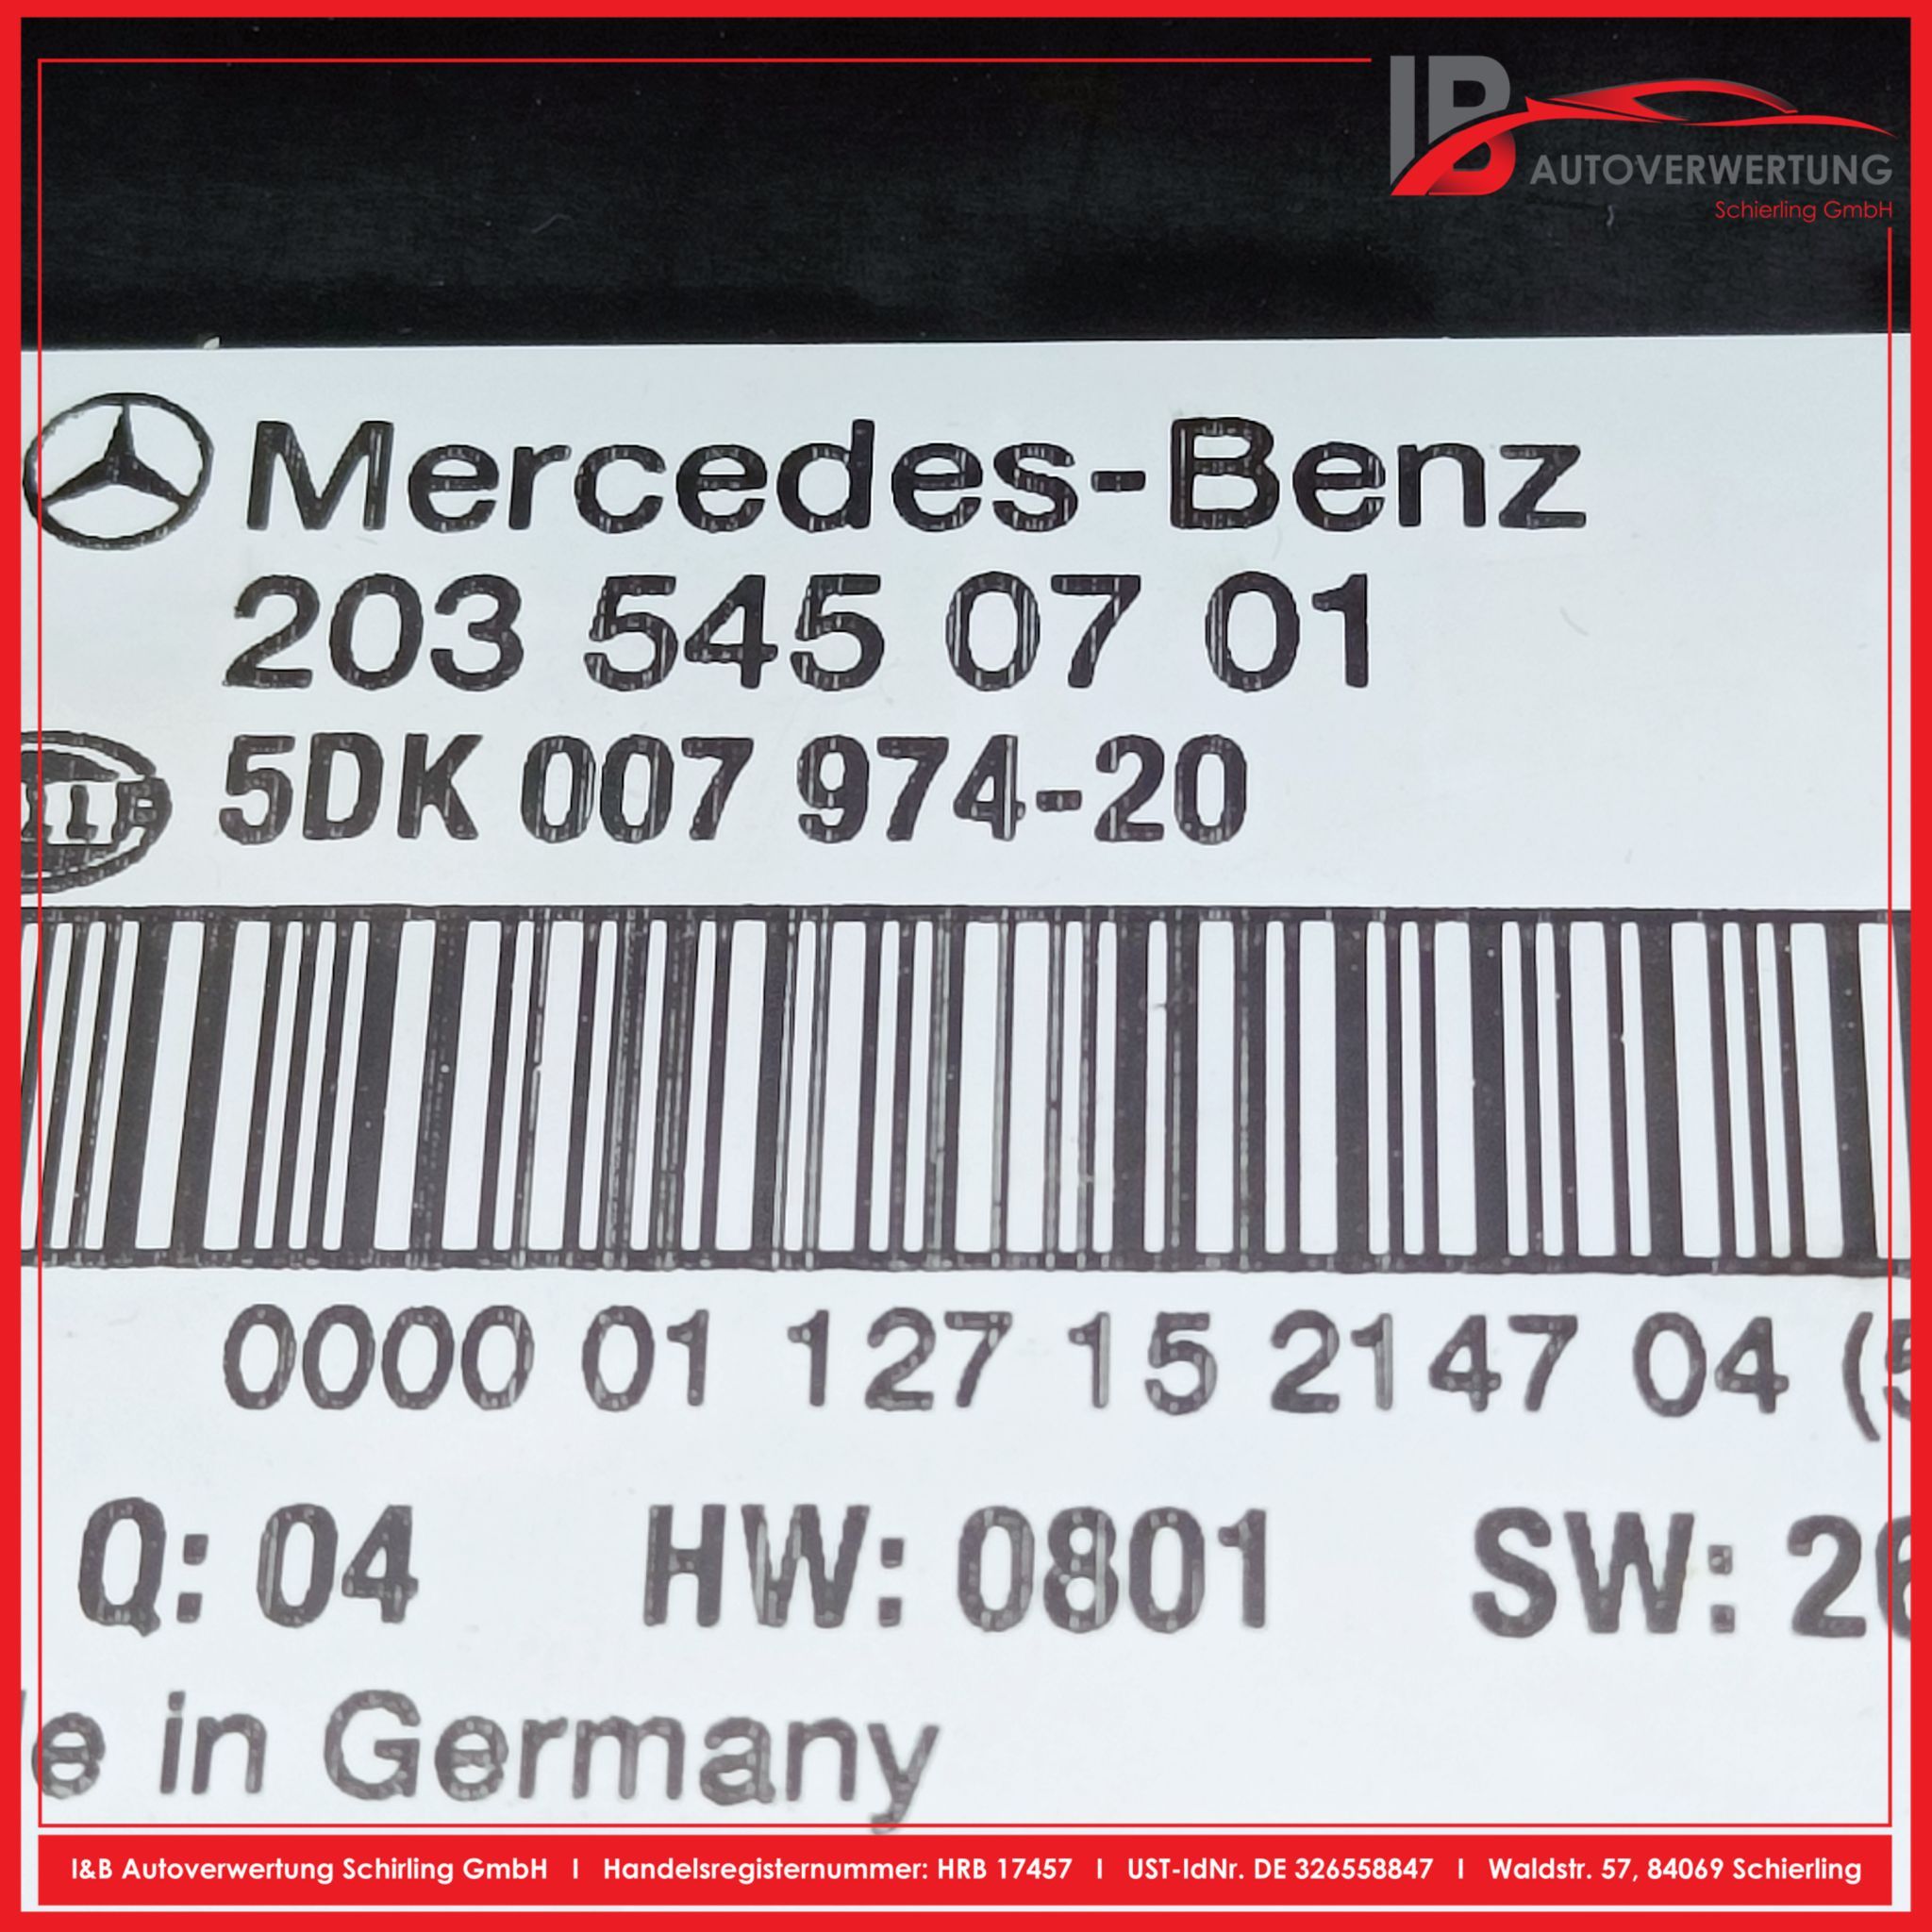 IB
AUTOVERWERTUNG
Schierling GmbH
Mercedes-Benz
203 545 07 01
5DK 007 974-20
0000 01 127 15 2147 04 (
Q: 04 HW: 0801 SW: 26
e in Germany
I&B Autoverwertung Schirling GmbH I Handelsregisternummer: HRB 17457 I UST-IdNr. DE 326558847 I Waldstr. 57, 84069 Schierling